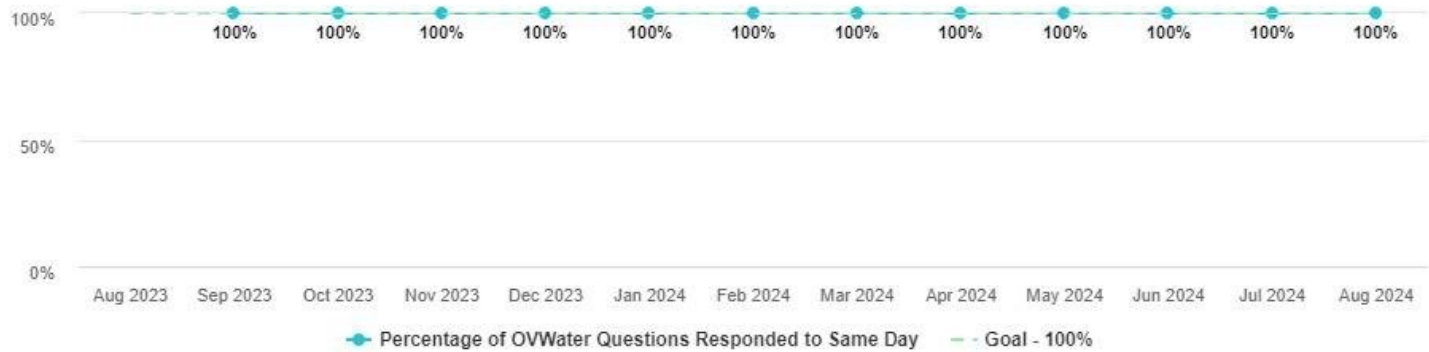 100%
100% 100% 100% 100% 100% 100% 100% 100% 100% 100% 100% 100%
50%
0%
Aug 2023 Sep 2023 Oct 2023 Nov 2023 Dec 2023 Jan 2024 Feb 2024 Mar 2024 Apr 2024 May 2024 Jun 2024 Jul 2024 Aug 2024
Percentage of OVWater Questions Responded to Same Day Goal - 100%